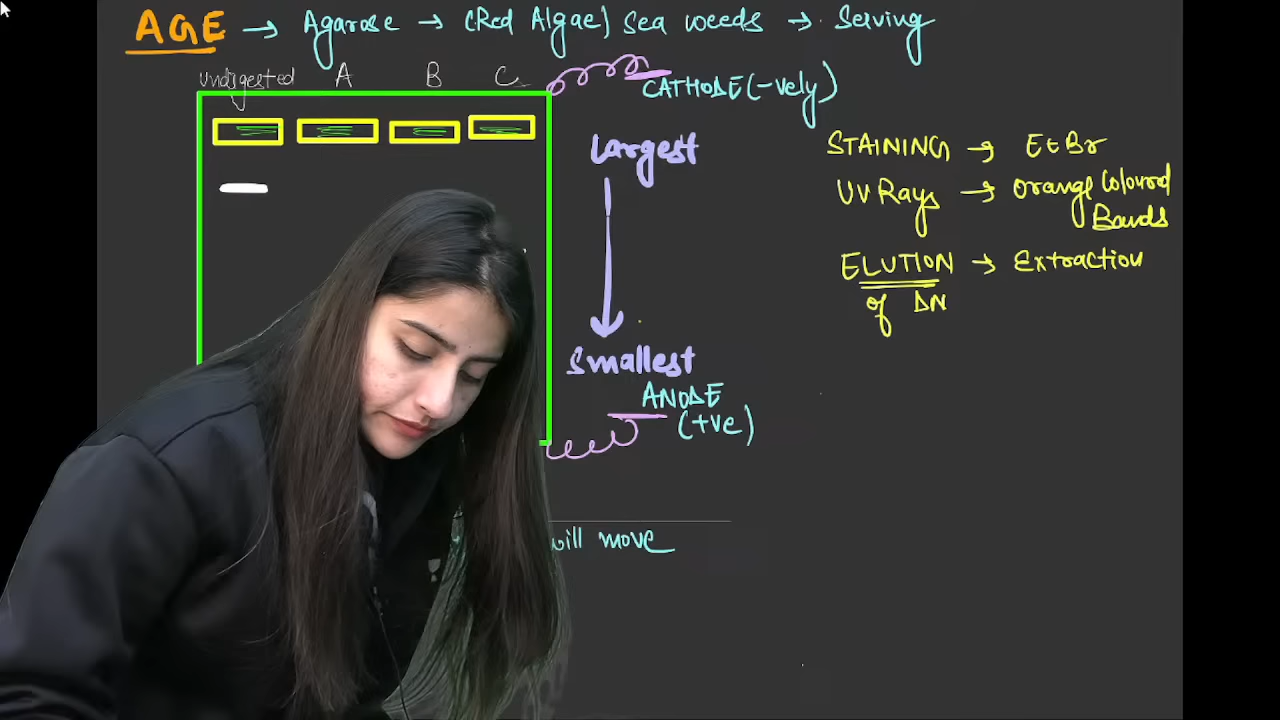 AGE → Agarose → (Red Algae) Sea weeds → Serving
undigested A B C
CATHODE (-vely)
Largest
Smallest
ANODE
(+ve)
will move
STAINING → EtBr
UV Rays → Orange Coloured
Bands
ELUTION → Extraction
of DN